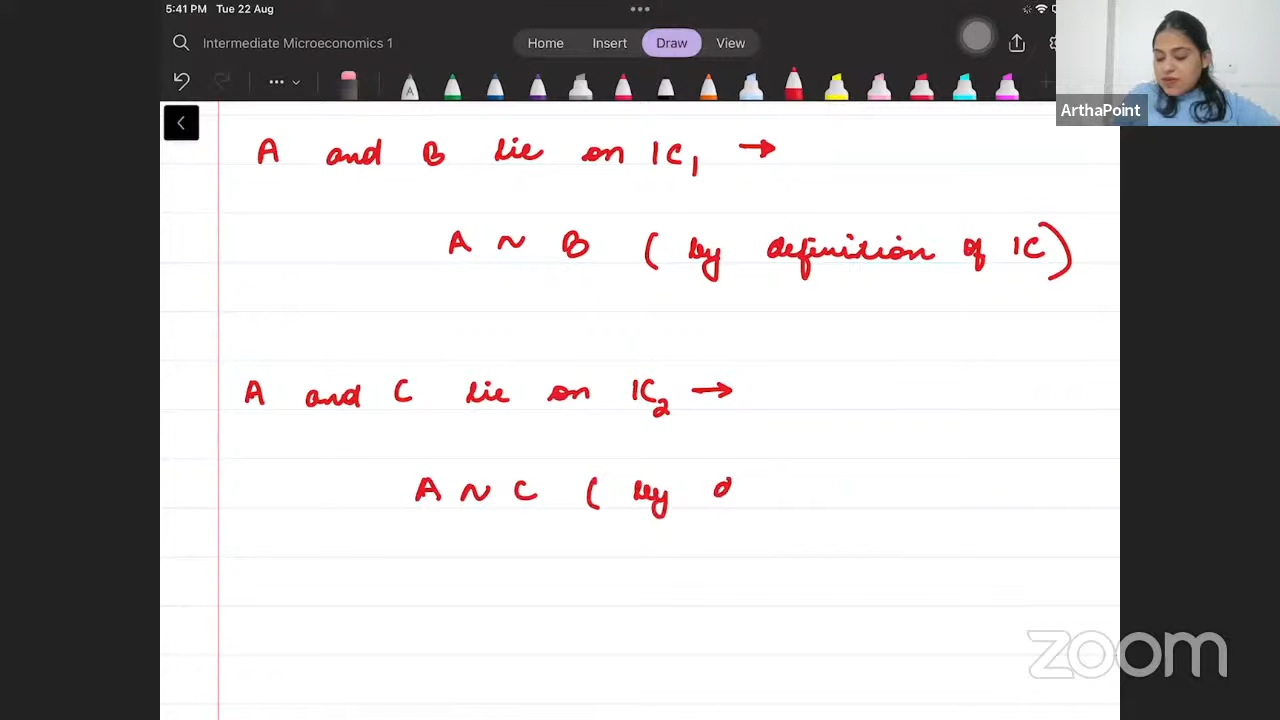 5:41 PM Tue 22 Aug
Intermediate Microeconomics 1
Home Insert Draw View
A
ArthaPoint
A and B lie on IC1 →
A ~ B ( by definition of IC )
A and C lie on IC2 →
A ~ C ( by d
zoom